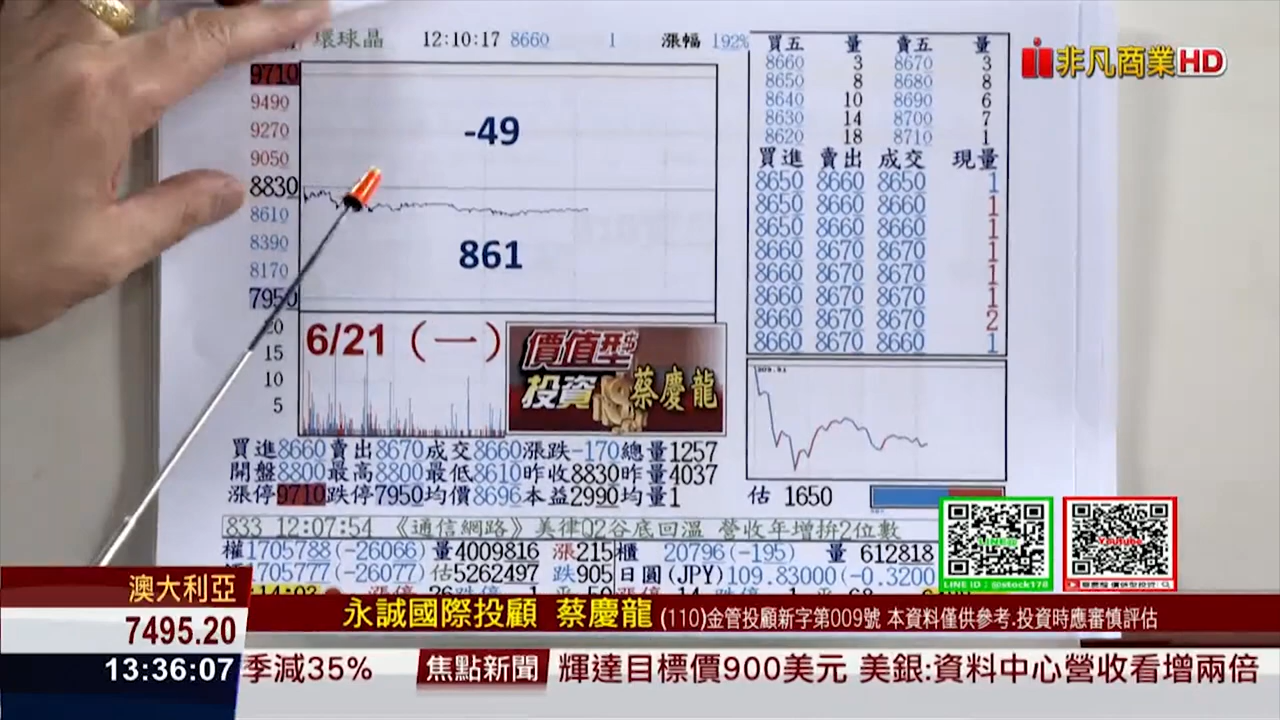 環球晶 12:10:17 8660 1 漲幅 192%
9710
9490
9270
9050
8830
8610
8390
8170
7950
-49
861
20
15
10
5
6/21（一）
價值型$
投資 蔡慶龍
買五 量 賣五 量
8660 3 8670 3
8650 8 8680 8
8640 10 8690 6
8630 14 8700 7
8620 18 8710 1
買進 賣出 成交 現量
8650 8660 8650 1
8650 8660 8660 1
8650 8660 8650 1
8660 8670 8660 1
8660 8670 8660 1
8660 8670 8660 1
8660 8670 8660 2
8660 8670 8660 1
估 1650
買進8660賣出8670成交8660漲跌-170總量1257
開盤8800最高8800最低8610昨收8830昨量4037
漲停9710跌停7950均價8696本益2990均量1
833 12:07:54 《通信網路》美律Q2谷底回溫 營收年增拚2位數
權1705788(-26066)量4009816 漲215櫃 20796(-195) 量 612818
1705777(-26077)估5262497 跌905日圓(JPY)109.83000(-0.3200
非凡商業HD
LINE@
LINE ID：@stock178
YouTube
永誠國際投顧 蔡慶龍 (110)金管投顧新字第009號 本資料僅供參考.投資時應審慎評估
澳大利亞
7495.20
13:36:07
季減35% 焦點新聞 輝達目標價900美元 美銀:資料中心營收看增兩倍